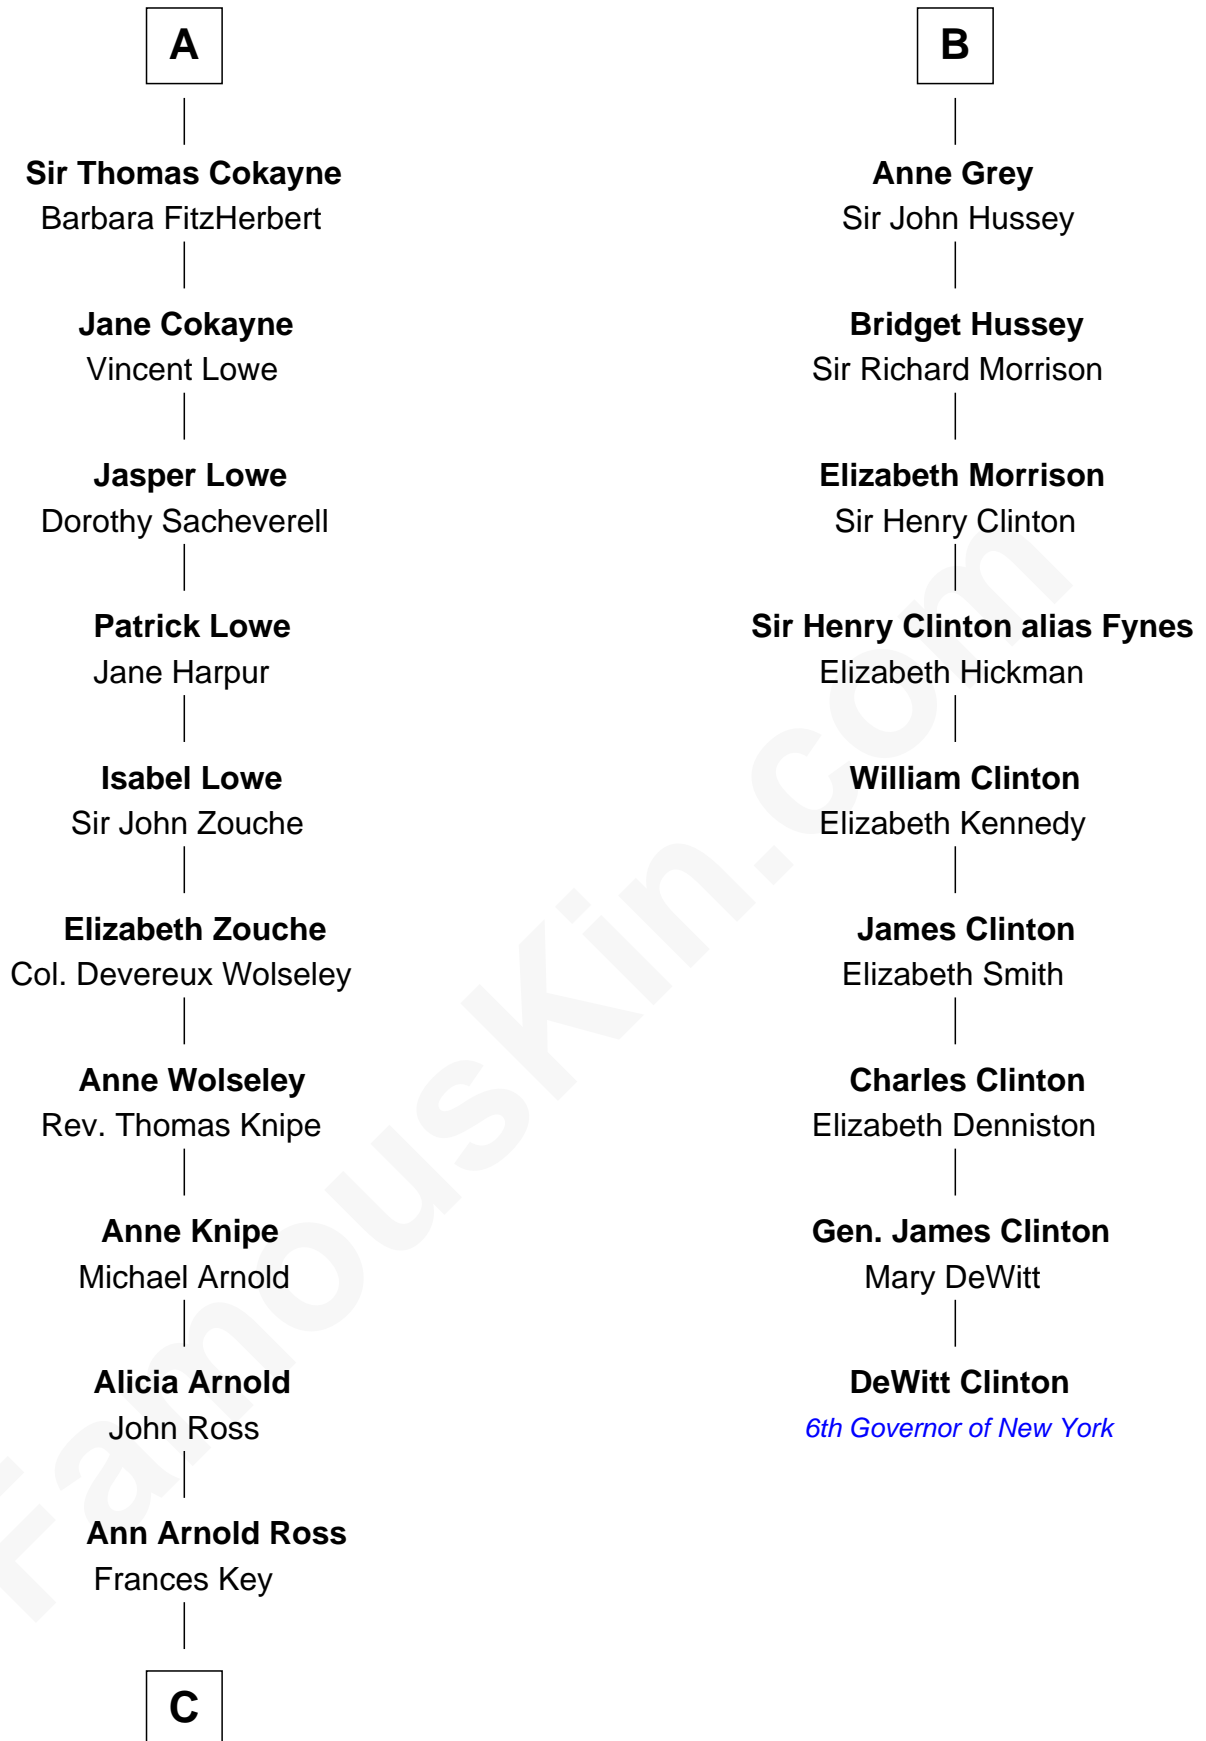 A
Sir Thomas Cokayne
Barbara FitzHerbert
Jane Cokayne
Vincent Lowe
Jasper Lowe
Dorothy Sacheverell
Patrick Lowe
Jane Harpur
Isabel Lowe
Sir John Zouche
Elizabeth Zouche
Col. Devereux Wolseley
Anne Wolseley
Rev. Thomas Knipe
Anne Knipe
Michael Arnold
Alicia Arnold
John Ross
Ann Arnold Ross
Frances Key
C
B
Anne Grey
Sir John Hussey
Bridget Hussey
Sir Richard Morrison
Elizabeth Morrison
Sir Henry Clinton
Sir Henry Clinton alias Fynes
Elizabeth Hickman
William Clinton
Elizabeth Kennedy
James Clinton
Elizabeth Smith
Charles Clinton
Elizabeth Denniston
Gen. James Clinton
Mary DeWitt
DeWitt Clinton
6th Governor of New York
FamousKin.com